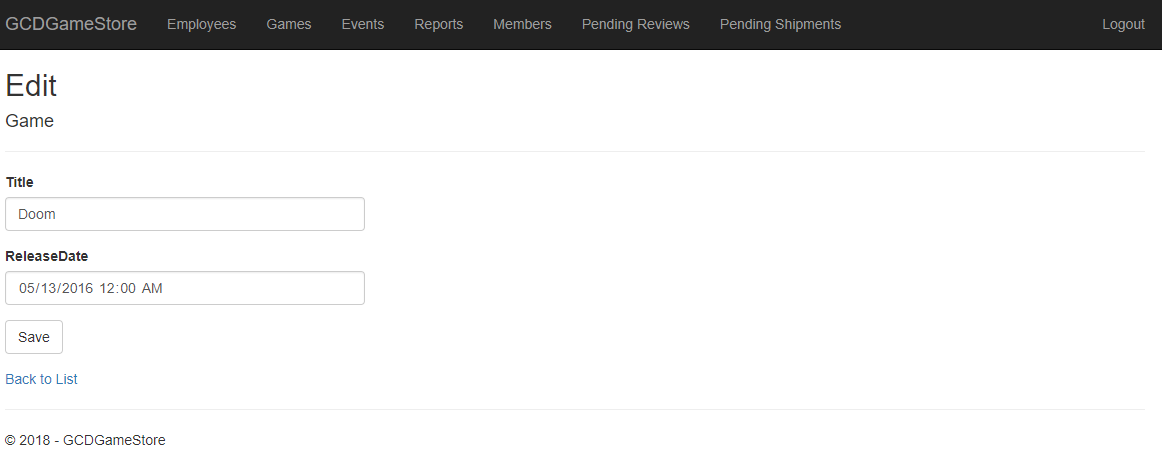 GCDGameStore Employees Games Events Reports Members Pending Reviews Pending Shipments Logout
Edit
Game
Title
Doom
ReleaseDate
05/13/2016 12:00 AM
Save
Back to List
© 2018 - GCDGameStore